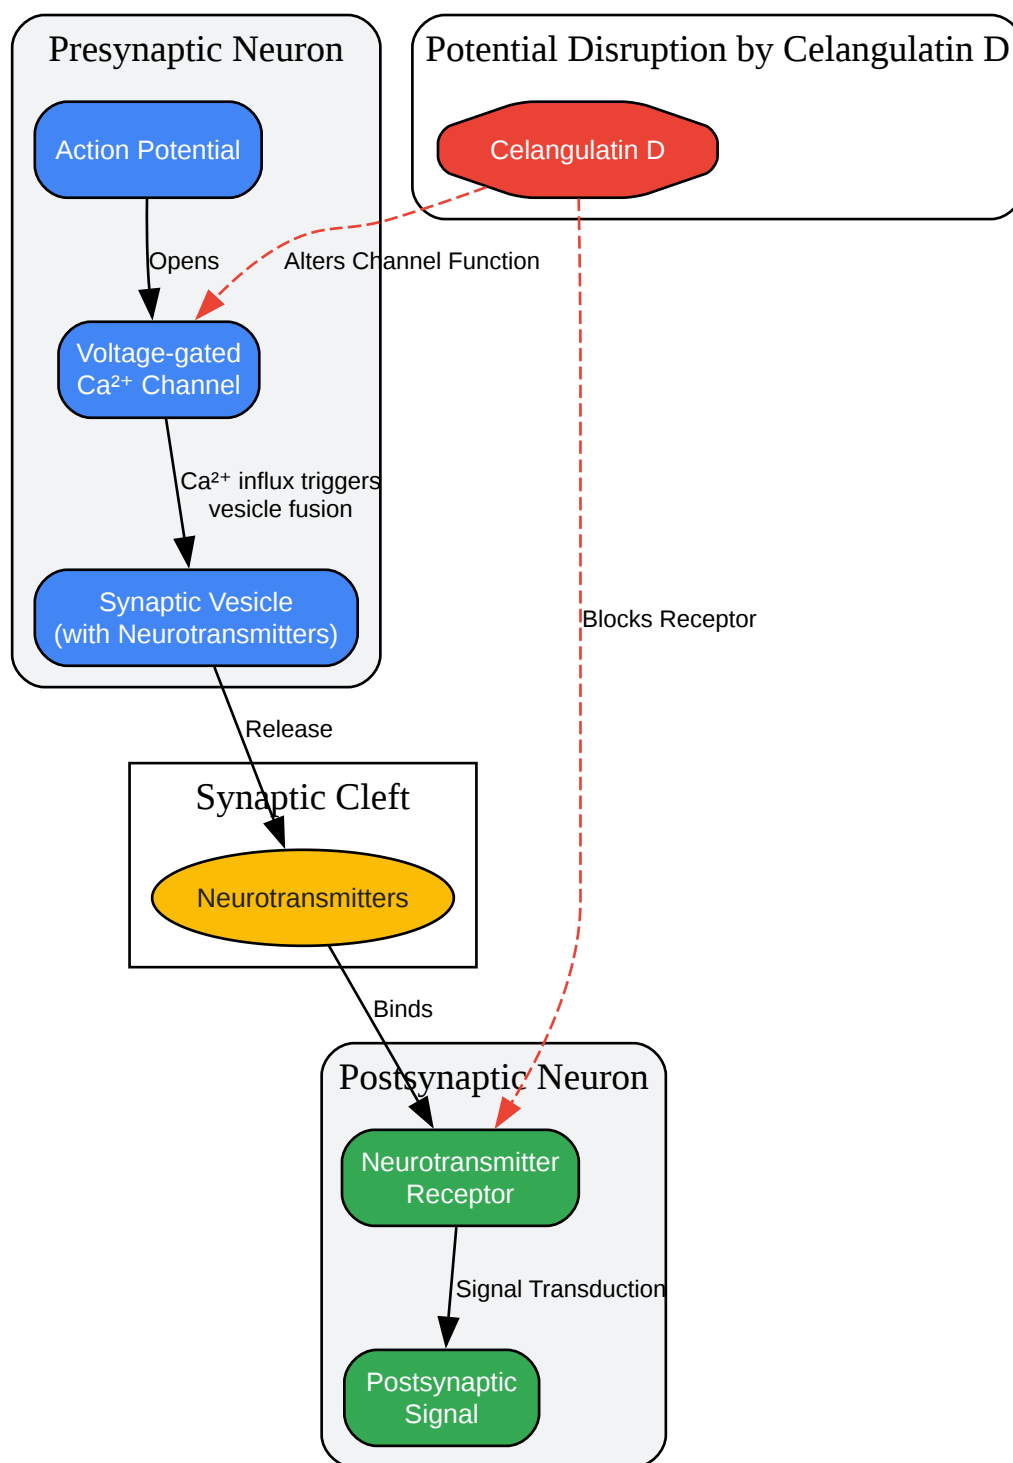 Presynaptic Neuron
Potential Disruption by Celangulatin D
Action Potential
Celangulatin D
Opens
Alters Channel Function
Voltage-gated
Ca²⁺ Channel
Ca²⁺ influx triggers
vesicle fusion
Synaptic Vesicle
(with Neurotransmitters)
Blocks Receptor
Release
Synaptic Cleft
Neurotransmitters
Binds
Postsynaptic Neuron
Neurotransmitter
Receptor
Signal Transduction
Postsynaptic
Signal